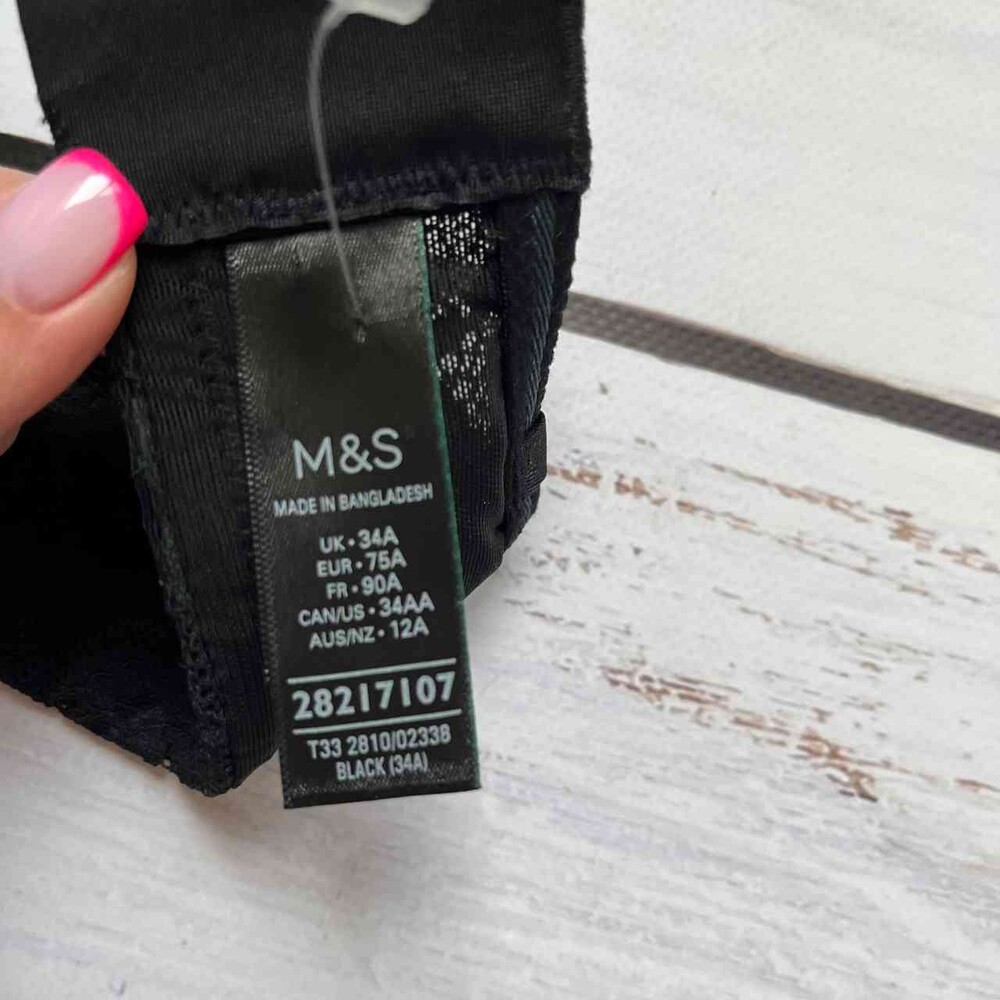 M&S
MADE IN BANGLADESH
UK • 34A
EUR • 75A
FR • 90A
CAN/US • 34AA
AUS/NZ • 12A
28217107
T33 2810/02338
BLACK (34A)